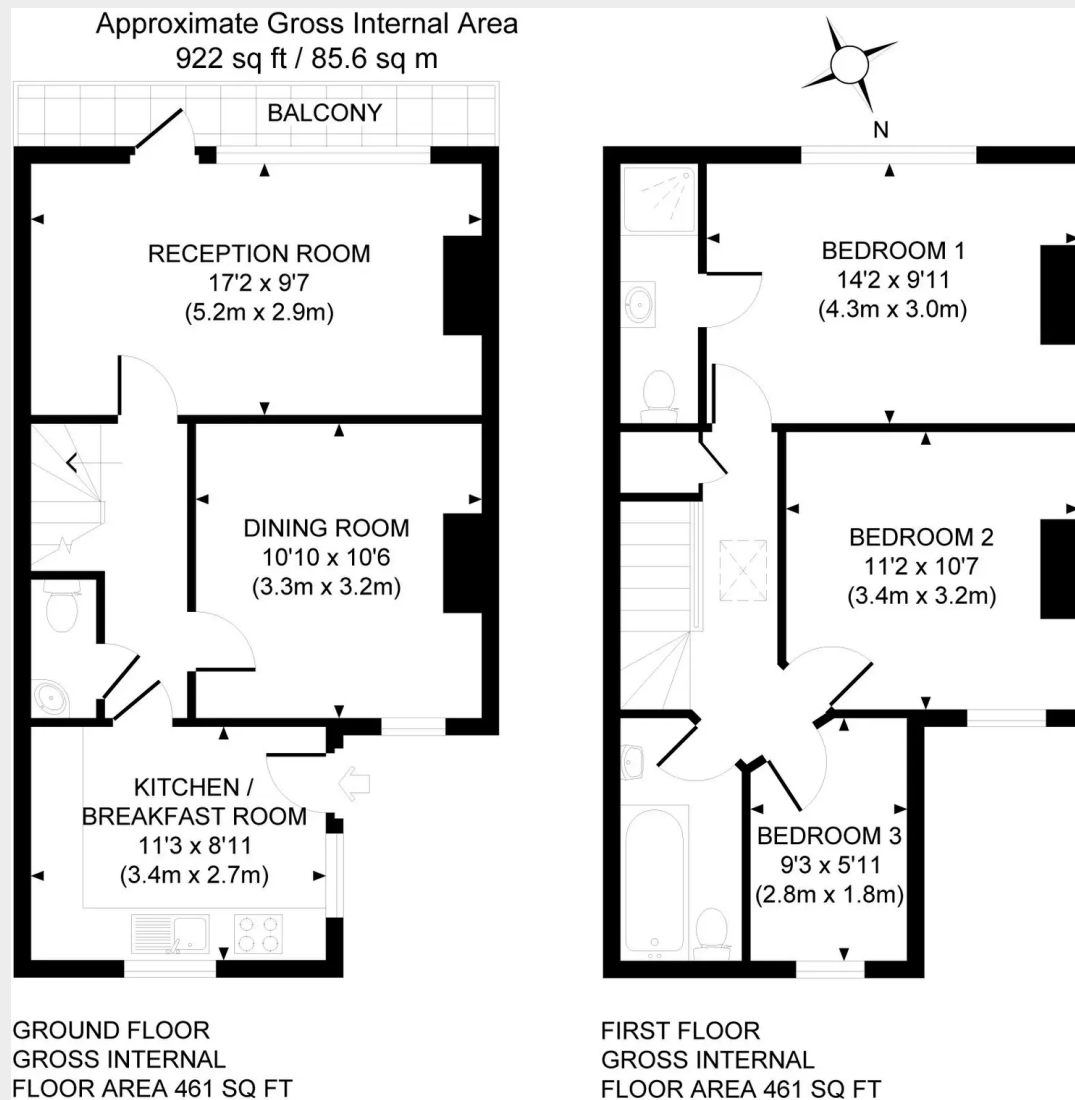 Approximate Gross Internal Area
922 sq ft / 85.6 sq m
BALCONY
N
RECEPTION ROOM
17'2 x 9'7
(5.2m x 2.9m)
BEDROOM 1
14'2 x 9'11
(4.3m x 3.0m)
DINING ROOM
10'10 x 10'6
(3.3m x 3.2m)
BEDROOM 2
11'2 x 10'7
(3.4m x 3.2m)
KITCHEN /
BREAKFAST ROOM
11'3 x 8'11
(3.4m x 2.7m)
BEDROOM 3
9'3 x 5'11
(2.8m x 1.8m)
GROUND FLOOR
GROSS INTERNAL
FLOOR AREA 461 SQ FT
FIRST FLOOR
GROSS INTERNAL
FLOOR AREA 461 SQ FT